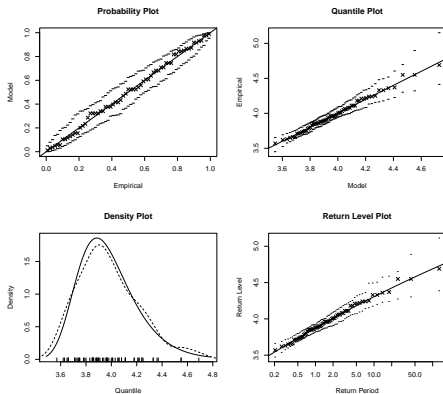 Probability Plot
Model
0.0 0.2 0.4 0.6 0.8 1.0
0.0 0.2 0.4 0.6 0.8 1.0
Empirical
Quantile Plot
Empirical
3.5 4.0 4.5 5.0
3.6 3.8 4.0 4.2 4.4 4.6
Model
Density Plot
Density
0.0 0.5 1.0 1.5
3.6 3.8 4.0 4.2 4.4 4.6 4.8
Quantile
Return Level Plot
Return Level
3.5 4.0 4.5 5.0
0.2 0.5 1.0 2.0 5.0 10.0 50.0
Return Period